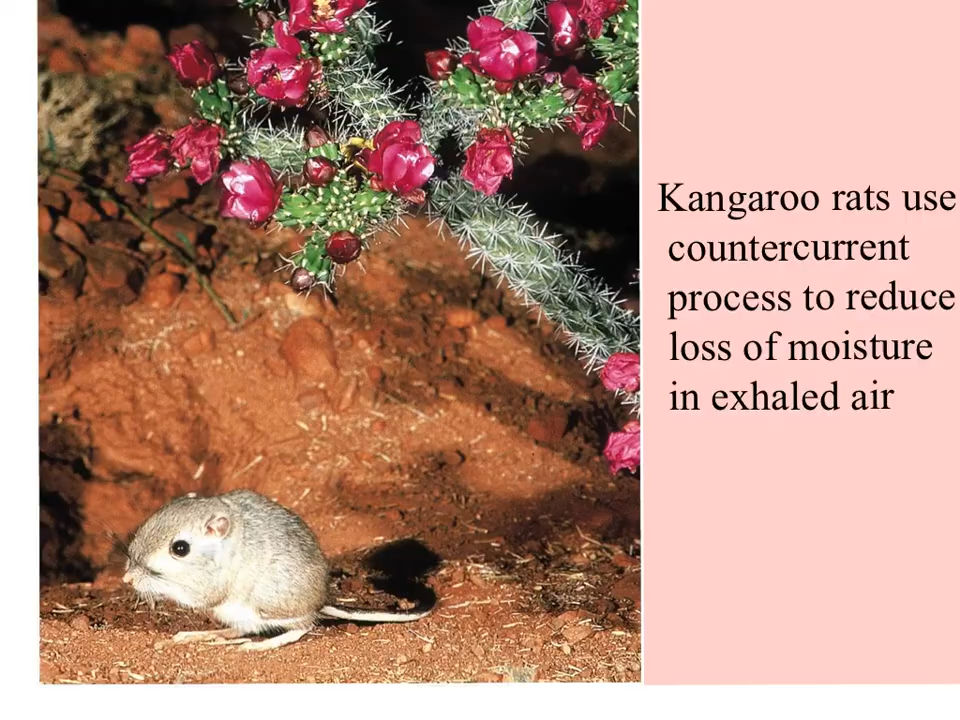 Kangaroo rats use
countercurrent
process to reduce
loss of moisture
in exhaled air